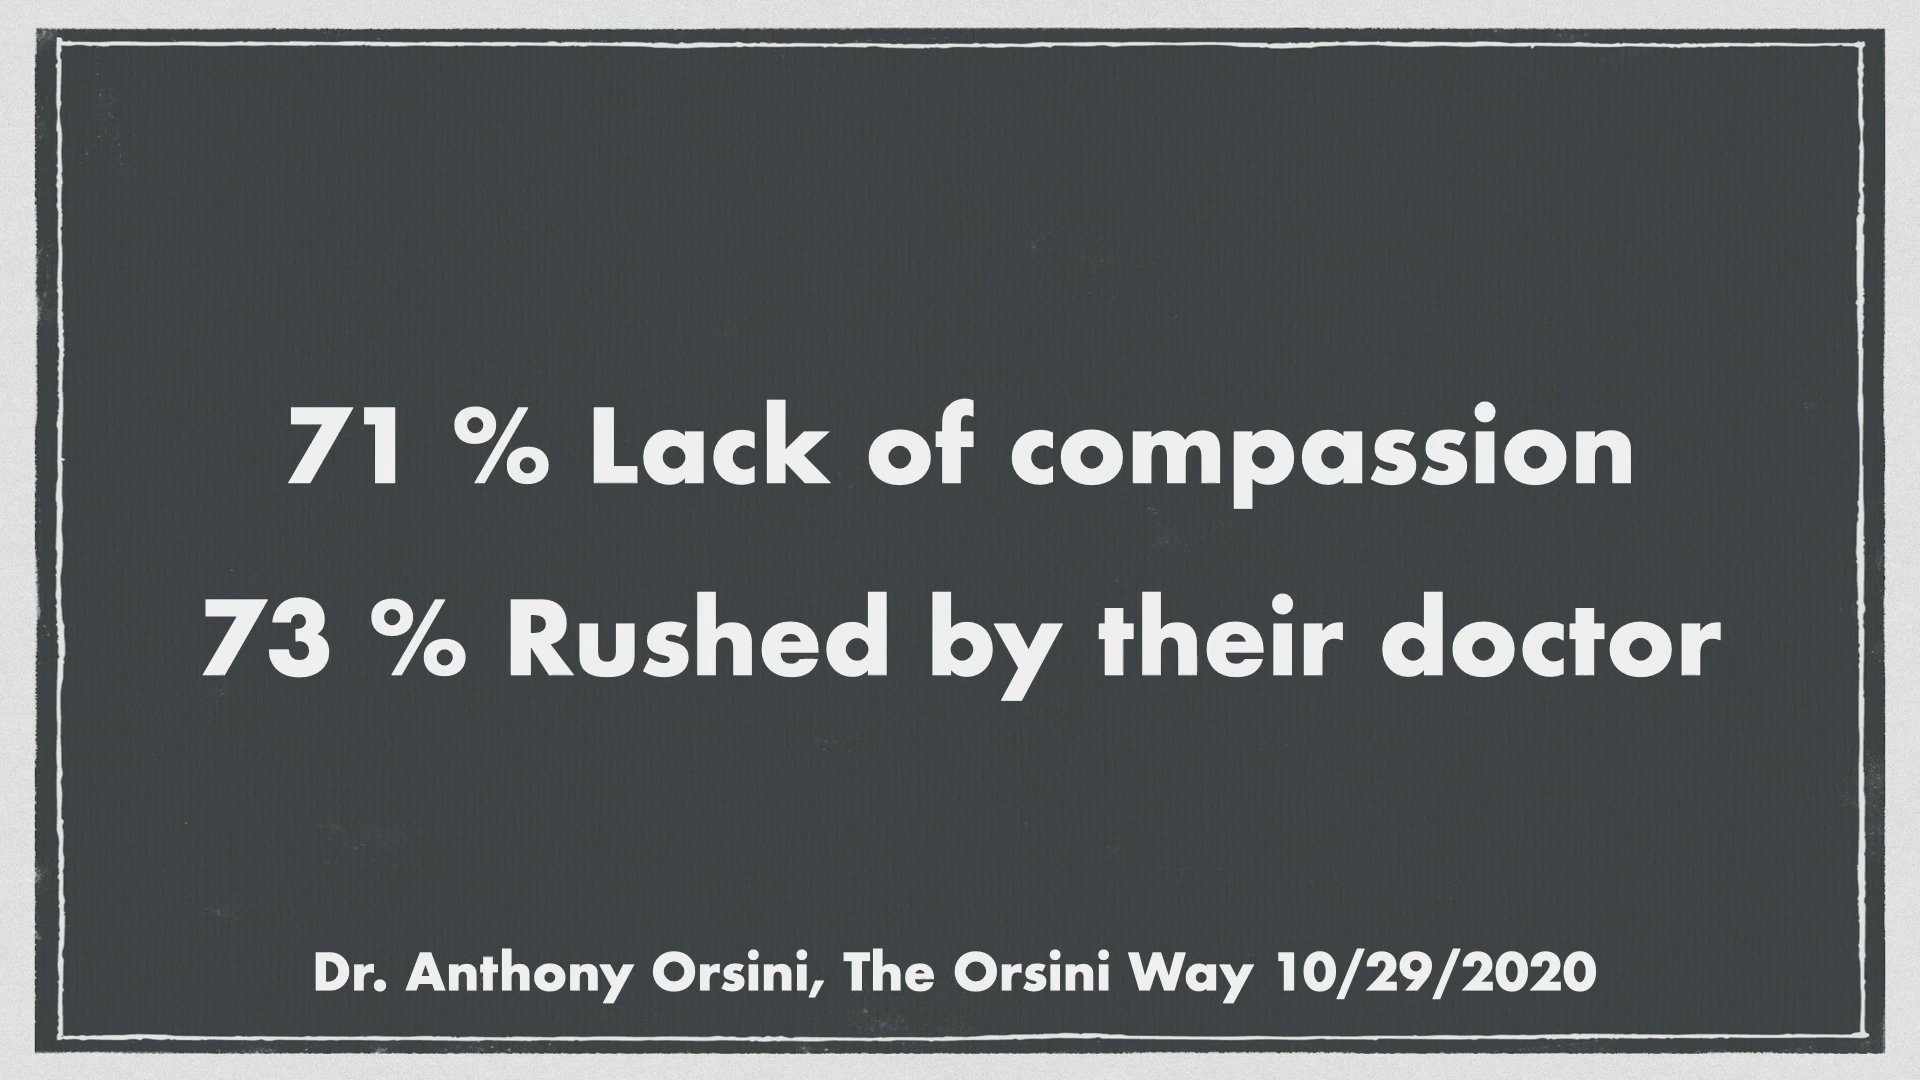 71 % Lack of compassion
73 % Rushed by their doctor
Dr. Anthony Orsini, The Orsini Way 10/29/2020